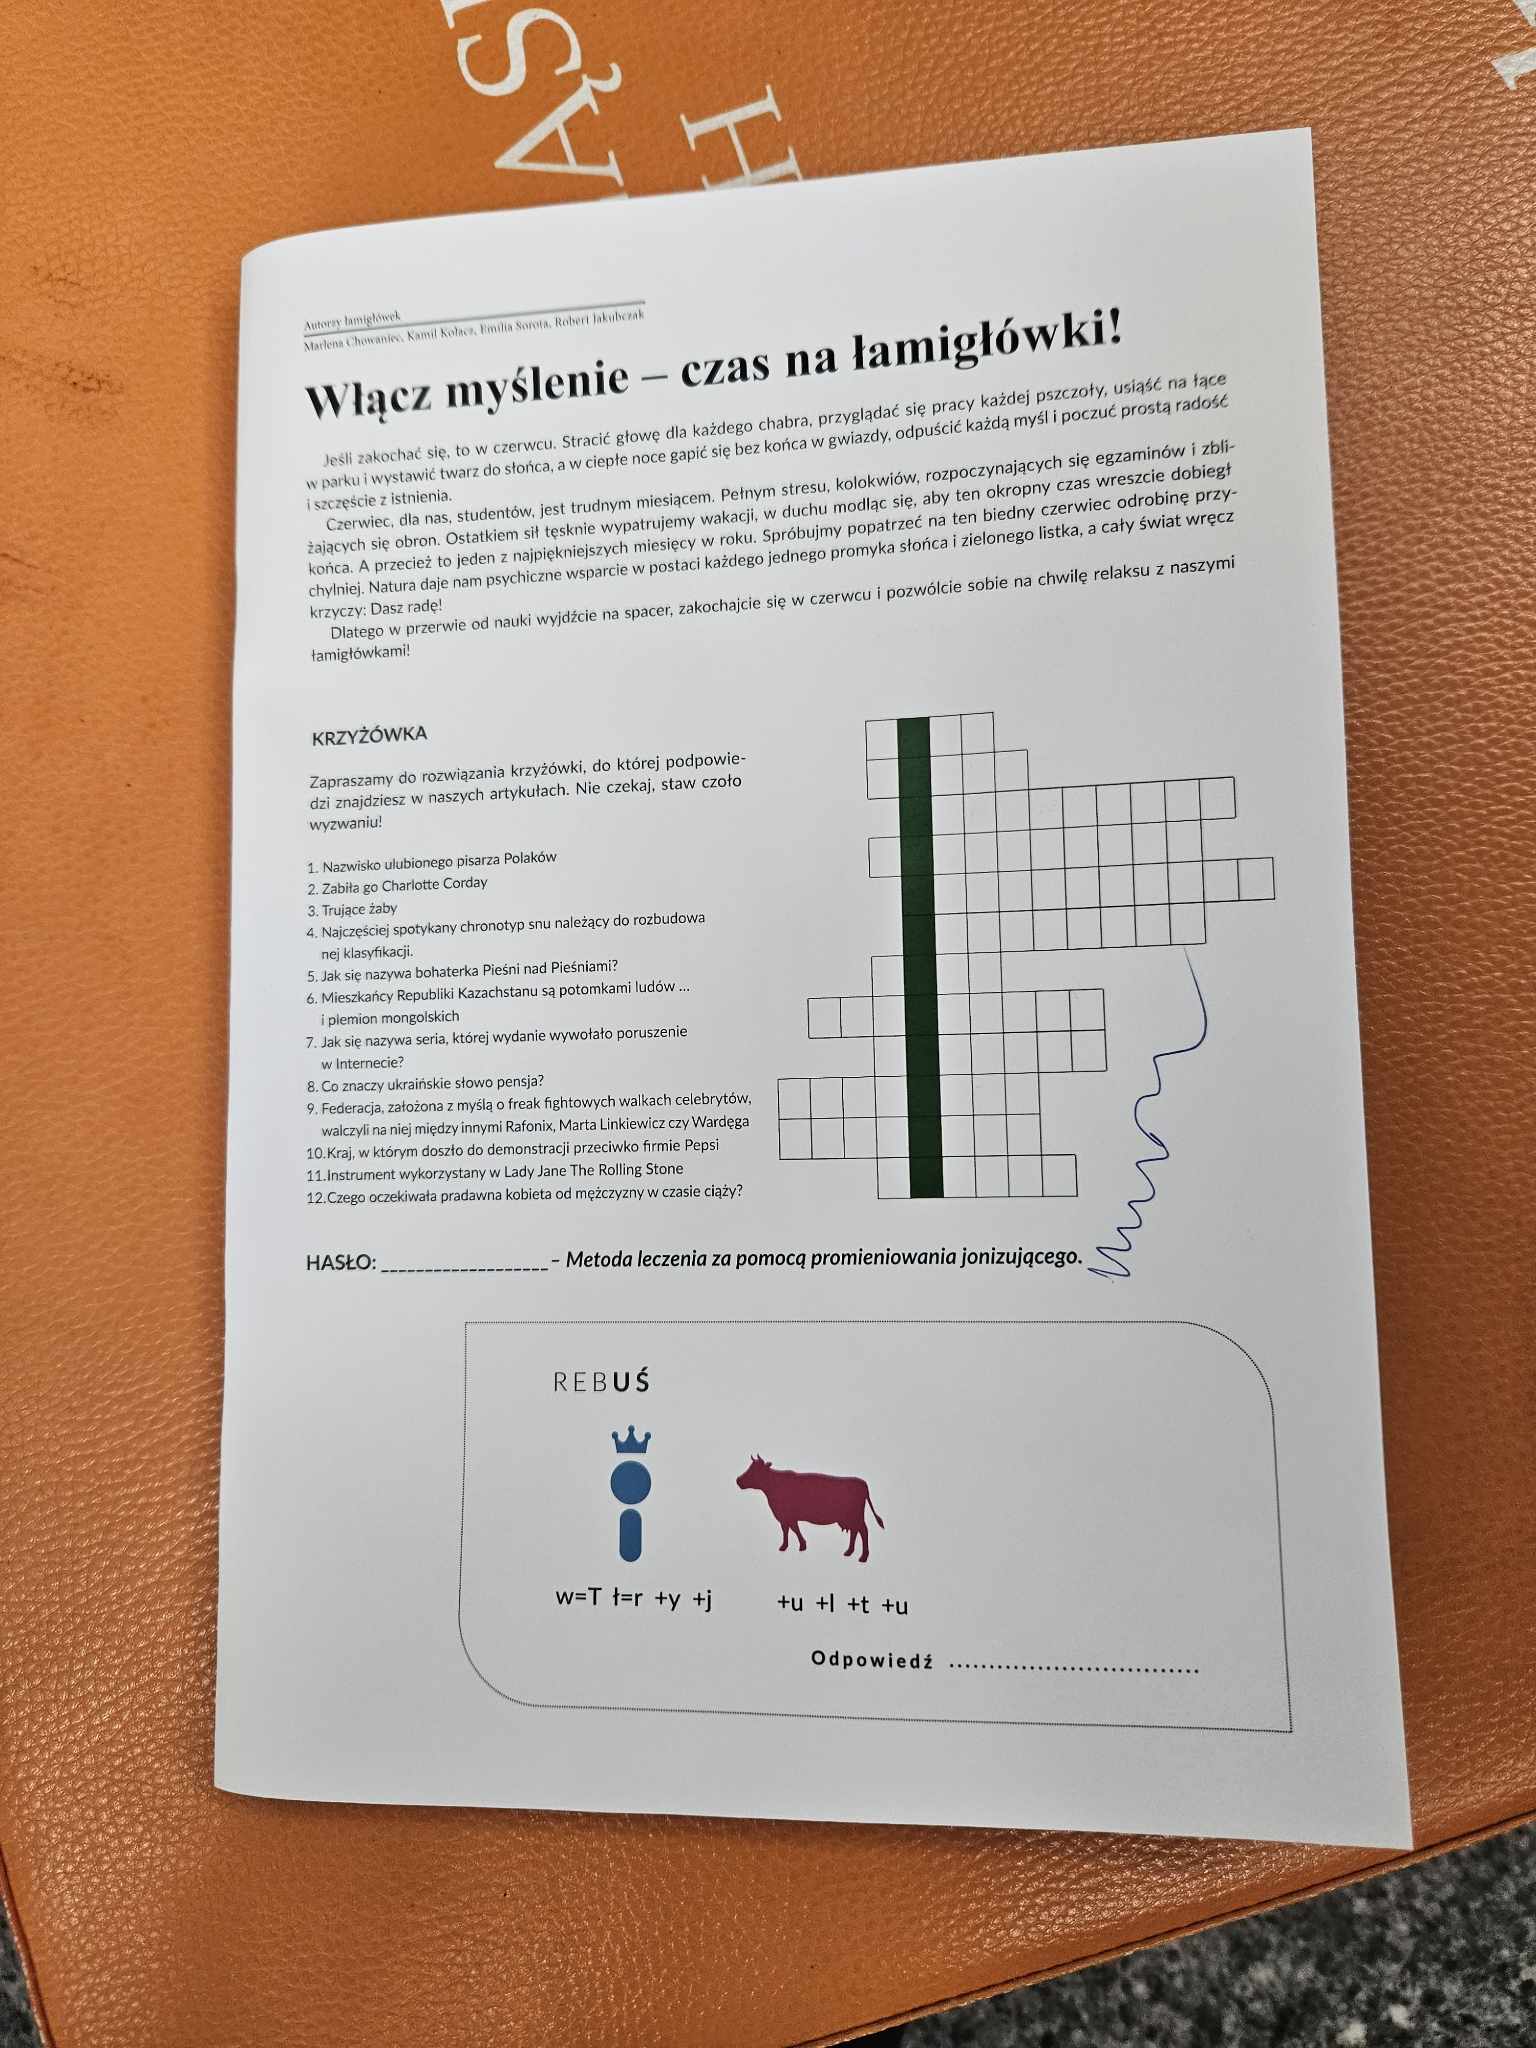 SĄ
H
Autorzy łamigłówek
Marlena Chowaniec, Kamil Kołacz, Emilia Sorota, Robert Jakubczak
Włącz myślenie – czas na łamigłówki!
Jeśli zakochać się, to w czerwcu. Stracić głowę dla każdego chabra, przyglądać się pracy każdej pszczoły, usiąść na łące
w parku i wystawić twarz do słońca, a w ciepłe noce gapić się bez końca w gwiazdy, odpuścić każdą myśl i poczuć prostą radość
i szczęście z istnienia.
Czerwiec, dla nas, studentów, jest trudnym miesiącem. Pełnym stresu, kolokwiów, rozpoczynających się egzaminów i zbli-
żających się obron. Ostatkiem sił tęsknie wypatrujemy wakacji, w duchu modląc się, aby ten okropny czas wreszcie dobiegł
końca. A przecież to jeden z najpiękniejszych miesięcy w roku. Spróbujmy popatrzeć na ten biedny czerwiec odrobinę przy-
chylniej. Natura daje nam psychiczne wsparcie w postaci każdego jednego promyka słońca i zielonego listka, a cały świat wręcz
krzyczy: Dasz radę!
Dlatego w przerwie od nauki wyjdźcie na spacer, zakochajcie się w czerwcu i pozwólcie sobie na chwilę relaksu z naszymi
łamigłówkami!
KRZYŻÓWKA
Zapraszamy do rozwiązania krzyżówki, do której podpowie-
dzi znajdziesz w naszych artykułach. Nie czekaj, staw czoło
wyzwaniu!
1. Nazwisko ulubionego pisarza Polaków
2. Zabiła go Charlotte Corday
3. Trujące żaby
4. Najczęściej spotykany chronotyp snu należący do rozbudowa
nej klasyfikacji.
5. Jak się nazywa bohaterka Pieśni nad Pieśniami?
6. Mieszkańcy Republiki Kazachstanu są potomkami ludów ...
i plemion mongolskich
7. Jak się nazywa seria, której wydanie wywołało poruszenie
w Internecie?
8. Co znaczy ukraińskie słowo pensja?
9. Federacja, założona z myślą o freak fightowych walkach celebrytów,
walczyli na niej między innymi Rafonix, Marta Linkiewicz czy Wardęga
10.Kraj, w którym doszło do demonstracji przeciwko firmie Pepsi
11.Instrument wykorzystany w Lady Jane The Rolling Stone
12.Czego oczekiwała pradawna kobieta od mężczyzny w czasie ciąży?
HASŁO: ___________________ – Metoda leczenia za pomocą promieniowania jonizującego.
REBUŚ
w=T ł=r +y +j +u +l +t +u
Odpowiedź ................................